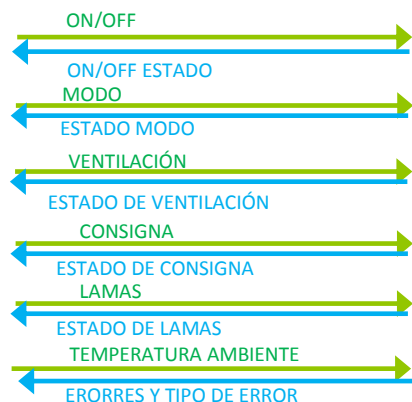 ON/OFF
ON/OFF ESTADO
MODO
ESTADO MODO
VENTILACIÓN
ESTADO DE VENTILACIÓN
CONSIGNA
ESTADO DE CONSIGNA
LAMAS
ESTADO DE LAMAS
TEMPERATURA AMBIENTE
ERORRES Y TIPO DE ERROR